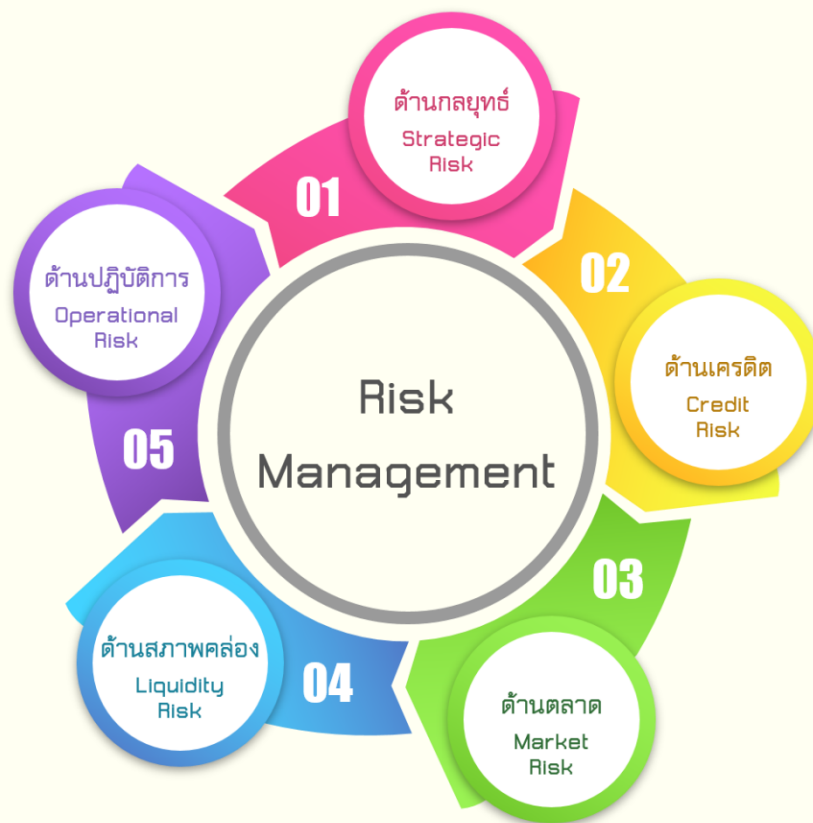 ด้านกลยุทธ์
Strategic
Risk
01
02
ด้านเครดิต
Credit
Risk
03
ด้านตลาด
Market
Risk
04
ด้านสภาพคล่อง
Liquidity
Risk
05
ด้านปฏิบัติการ
Operational
Risk
Risk
Management